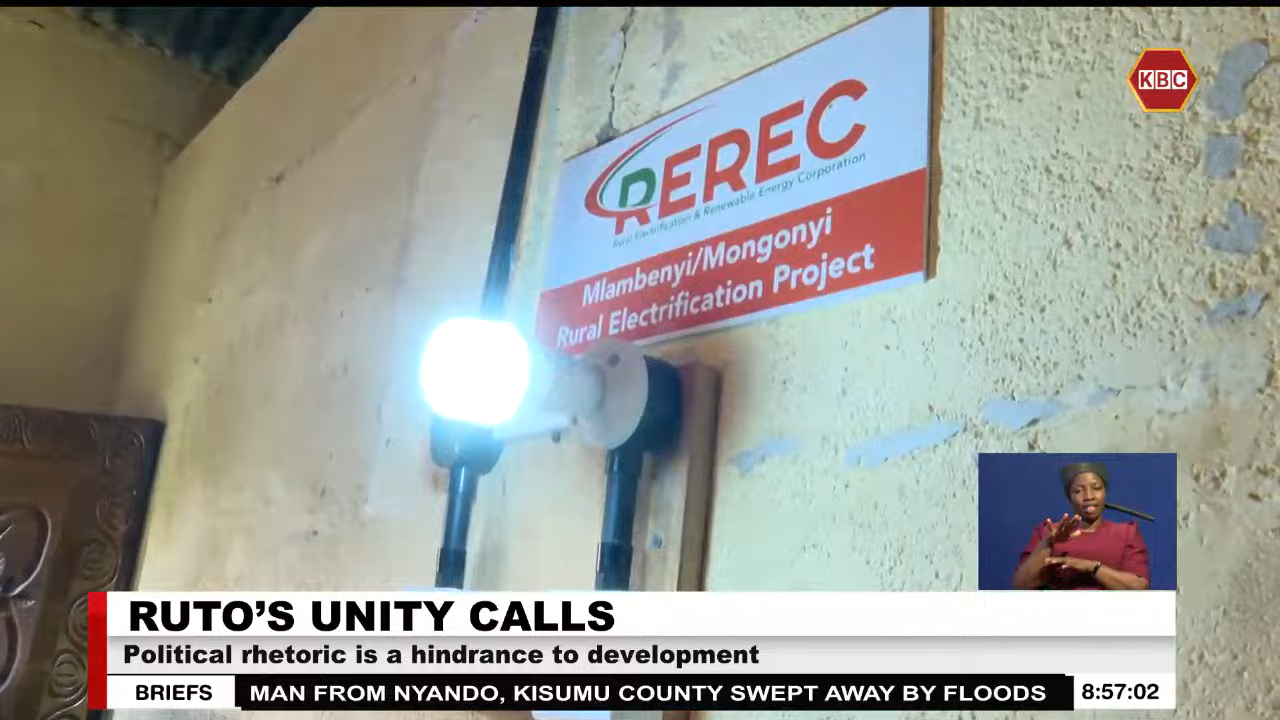 KBC
REREC
Rural Electrification & Renewable Energy Corporation
Mlambenyi/Mongonyi
Rural Electrification Project
RUTO'S UNITY CALLS
Political rhetoric is a hindrance to development
BRIEFS
MAN FROM NYANDO, KISUMU COUNTY SWEPT AWAY BY FLOODS
8:57:02